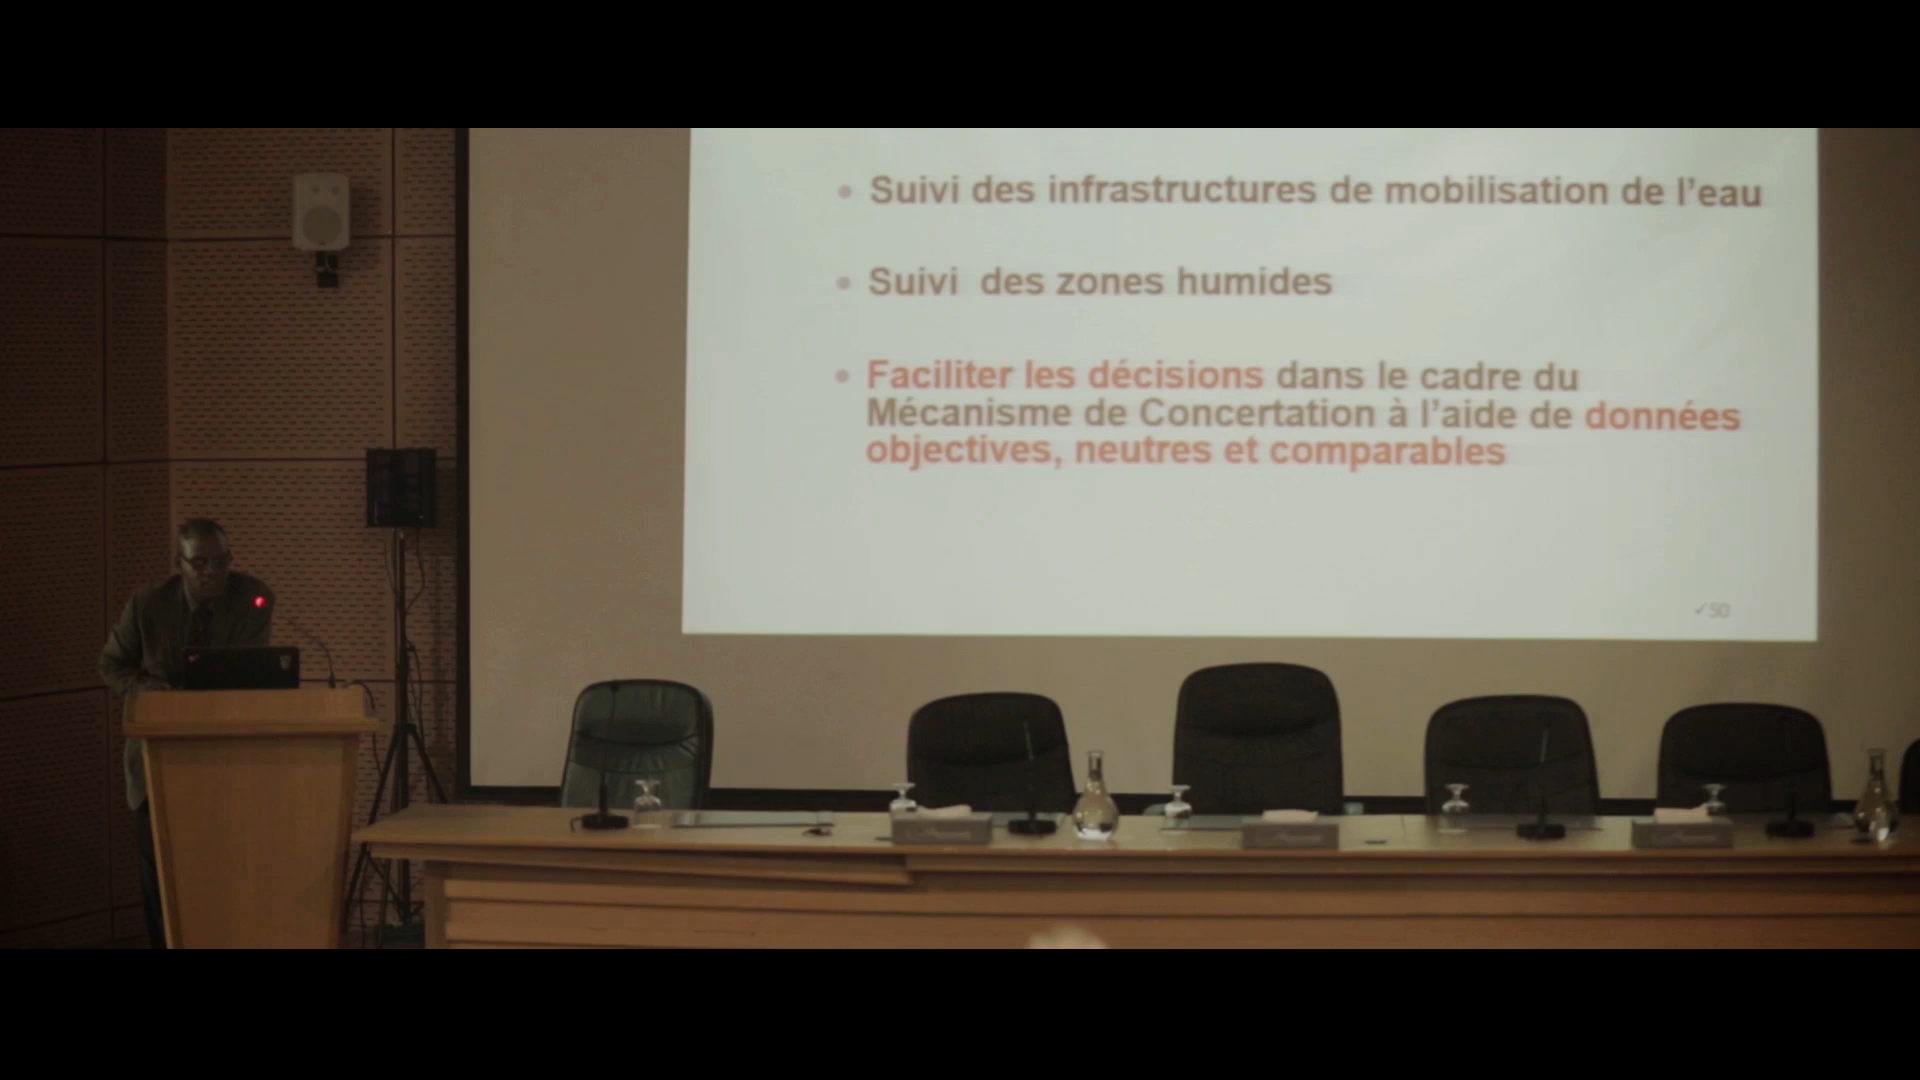 • Suivi des infrastructures de mobilisation de l’eau
• Suivi des zones humides
• Faciliter les décisions dans le cadre du
Mécanisme de Concertation à l’aide de données
objectives, neutres et comparables
✓50